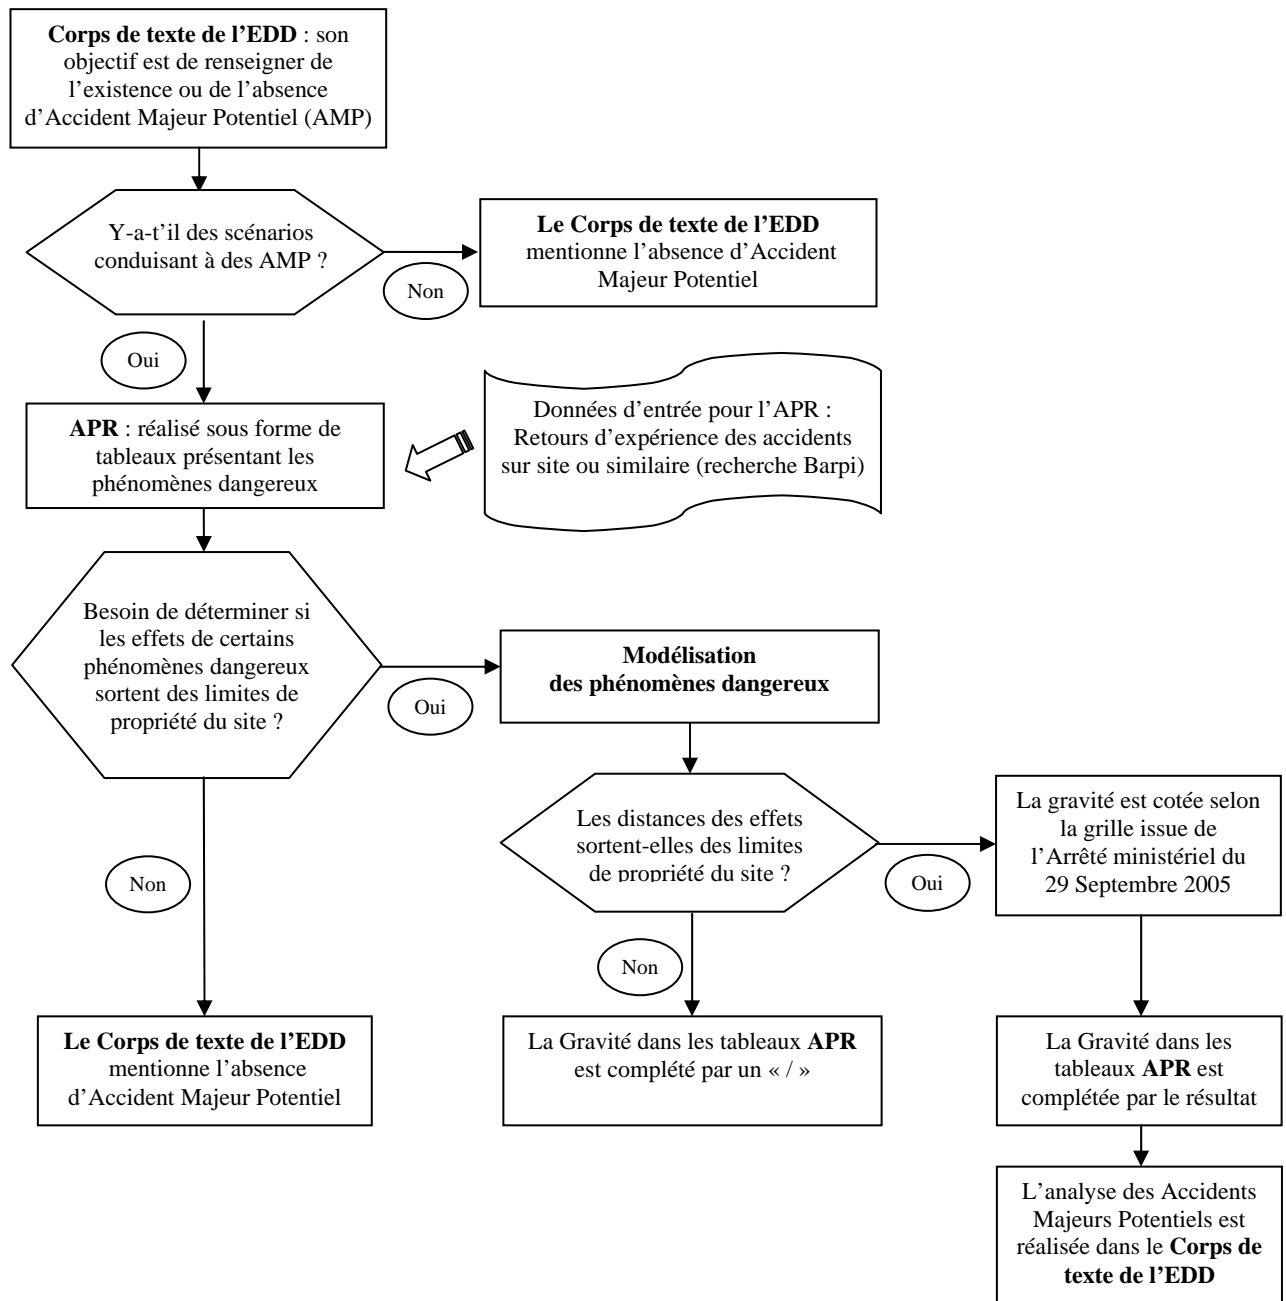 Corps de texte de l’EDD : son
objectif est de renseigner de
l’existence ou de l’absence
d’Accident Majeur Potentiel (AMP)
Y-a-t’il des scénarios
conduisant à des AMP ?
Le Corps de texte de l’EDD
mentionne l’absence d’Accident
Majeur Potentiel
Non
Oui
APR : réalisé sous forme de
tableaux présentant les
phénomènes dangereux
Données d’entrée pour l’APR :
Retours d’expérience des accidents
sur site ou similaire (recherche Barpi)
Besoin de déterminer si
les effets de certains
phénomènes dangereux
sortent des limites de
propriété du site ?
Oui
Modélisation
des phénomènes dangereux
Les distances des effets
sortent-elles des limites
de propriété du site ?
Oui
La gravité est cotée selon
la grille issue de
l’Arrêté ministériel du
29 Septembre 2005
Non
Non
Le Corps de texte de l’EDD
mentionne l’absence
d’Accident Majeur Potentiel
La Gravité dans les tableaux APR
est complété par un « / »
La Gravité dans les
tableaux APR est
complétée par le résultat
L’analyse des Accidents
Majeurs Potentiels est
réalisée dans le Corps de
texte de l’EDD